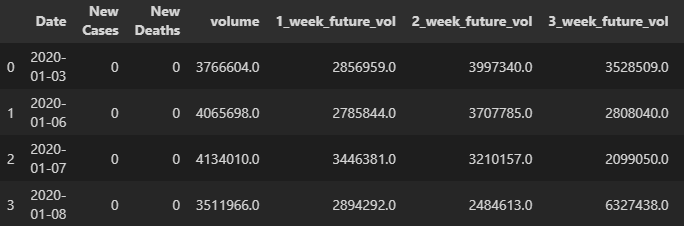 Date New Cases New Deaths volume 1_week_future_vol 2_week_future_vol 3_week_future_vol
0 2020-01-03 0 0 3766604.0 2856959.0 3997340.0 3528509.0
1 2020-01-06 0 0 4065698.0 2785844.0 3707785.0 2808040.0
2 2020-01-07 0 0 4134010.0 3446381.0 3210157.0 2099050.0
3 2020-01-08 0 0 3511966.0 2894292.0 2484613.0 6327438.0